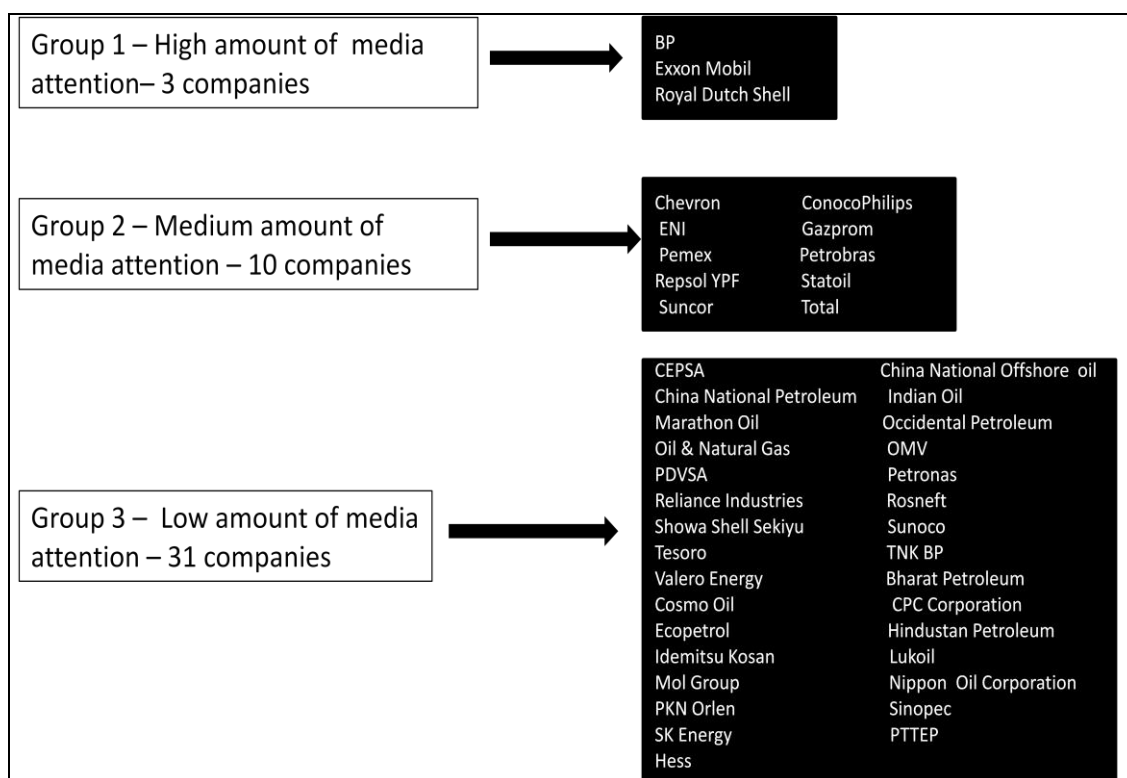 Group 1 – High amount of media
attention– 3 companies
BP
Exxon Mobil
Royal Dutch Shell
Group 2 – Medium amount of
media attention – 10 companies
Chevron ConocoPhilips
ENI Gazprom
Pemex Petrobras
Repsol YPF Statoil
Suncor Total
Group 3 – Low amount of media
attention – 31 companies
CEPSA China National Offshore oil
China National Petroleum Indian Oil
Marathon Oil Occidental Petroleum
Oil & Natural Gas OMV
PDVSA Petronas
Reliance Industries Rosneft
Showa Shell Sekiyu Sunoco
Tesoro TNK BP
Valero Energy Bharat Petroleum
Cosmo Oil CPC Corporation
Ecopetrol Hindustan Petroleum
Idemitsu Kosan Lukoil
Mol Group Nippon Oil Corporation
PKN Orlen Sinopec
SK Energy PTTEP
Hess